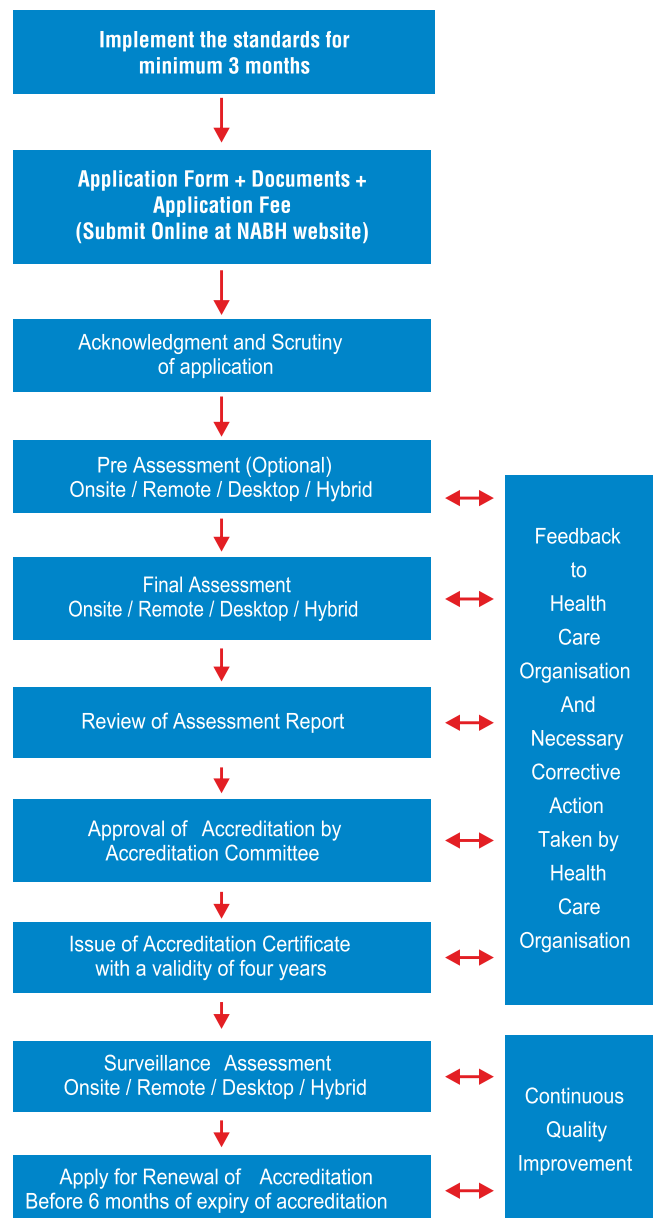 Implement the standards for
minimum 3 months
Application Form + Documents +
Application Fee
(Submit Online at NABH website)
Acknowledgment and Scrutiny
of application
Pre Assessment (Optional)
Onsite / Remote / Desktop / Hybrid
Final Assessment
Onsite / Remote / Desktop / Hybrid
Review of Assessment Report
Approval of Accreditation by
Accreditation Committee
Issue of Accreditation Certificate
with a validity of four years
Feedback
to
Health
Care
Organisation
And
Necessary
Corrective
Action
Taken by
Health
Care
Organisation
Surveillance Assessment
Onsite / Remote / Desktop / Hybrid
Apply for Renewal of Accreditation
Before 6 months of expiry of accreditation
Continuous
Quality
Improvement